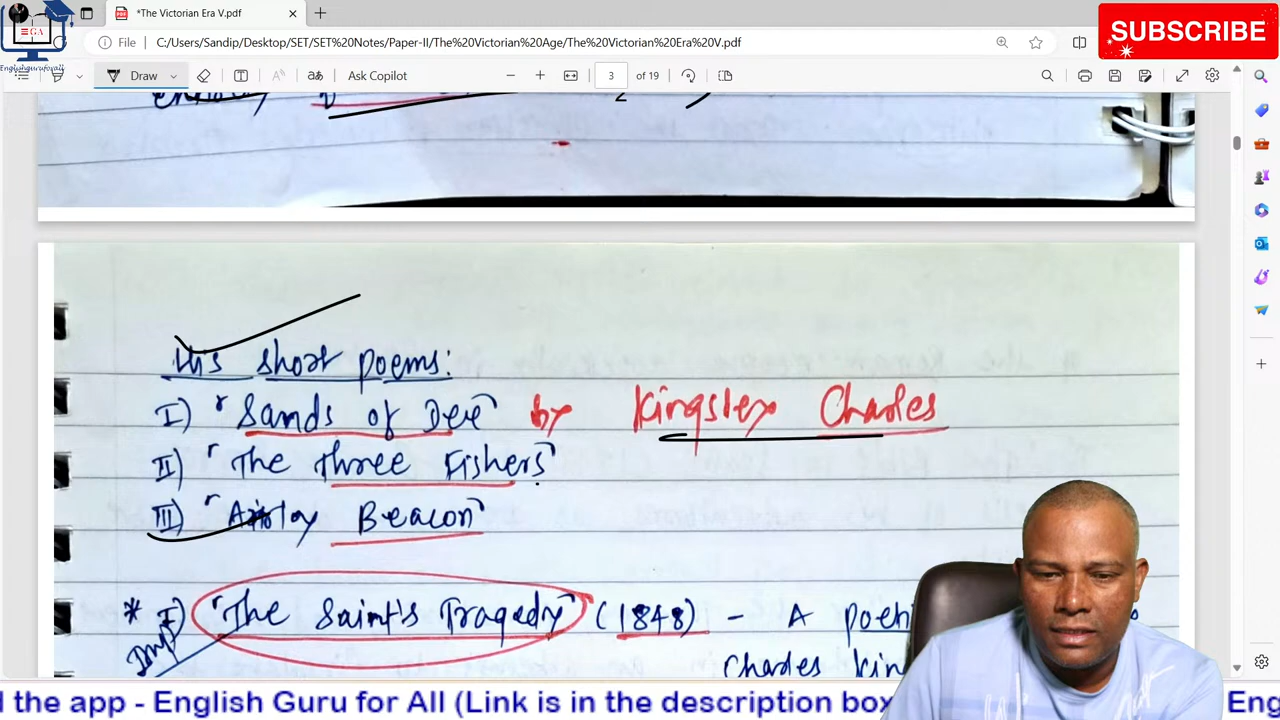 *The Victorian Era V.pdf
EGA
Englishguruforall
File C:/Users/Sandip/Desktop/SET/SET%20Notes/Paper-II/The%20Victorian%20Age/The%20Victorian%20Era%20V.pdf
SUBSCRIBE
Draw
Ask Copilot
3 of 19
His short poems:
I) "Sands of Dee" by Kingsley Charles
II) "The Three Fishers"
III) "Airlay Beacon"
* I) "The Saint's Tragedy" (1848) - A
Imp
Charles
d the app - English Guru for All (Link is in the description box
Eng